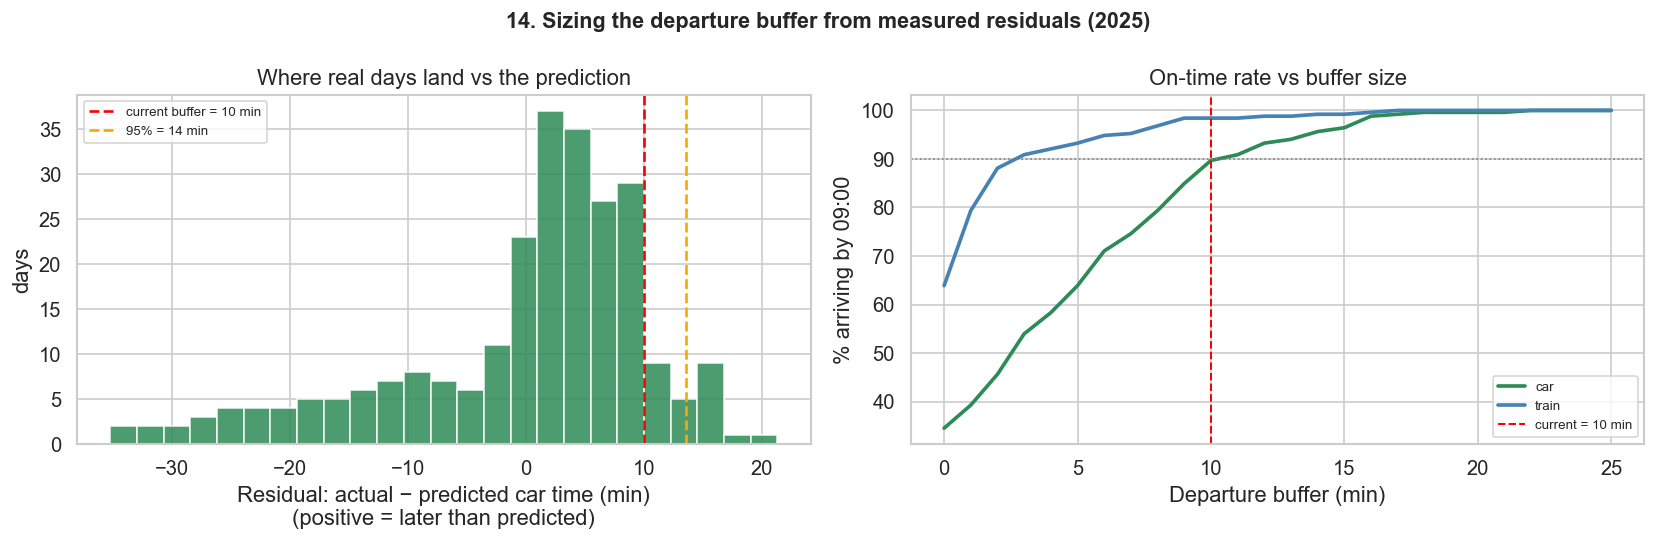 14. Sizing the departure buffer from measured residuals (2025)
Where real days land vs the prediction
current buffer = 10 min
95% = 14 min
days
35
30
25
20
15
10
5
0
−30
−20
−10
0
10
20
Residual: actual − predicted car time (min)
(positive = later than predicted)
On-time rate vs buffer size
% arriving by 09:00
100
90
80
70
60
50
40
car
train
current = 10 min
0
5
10
15
20
25
Departure buffer (min)